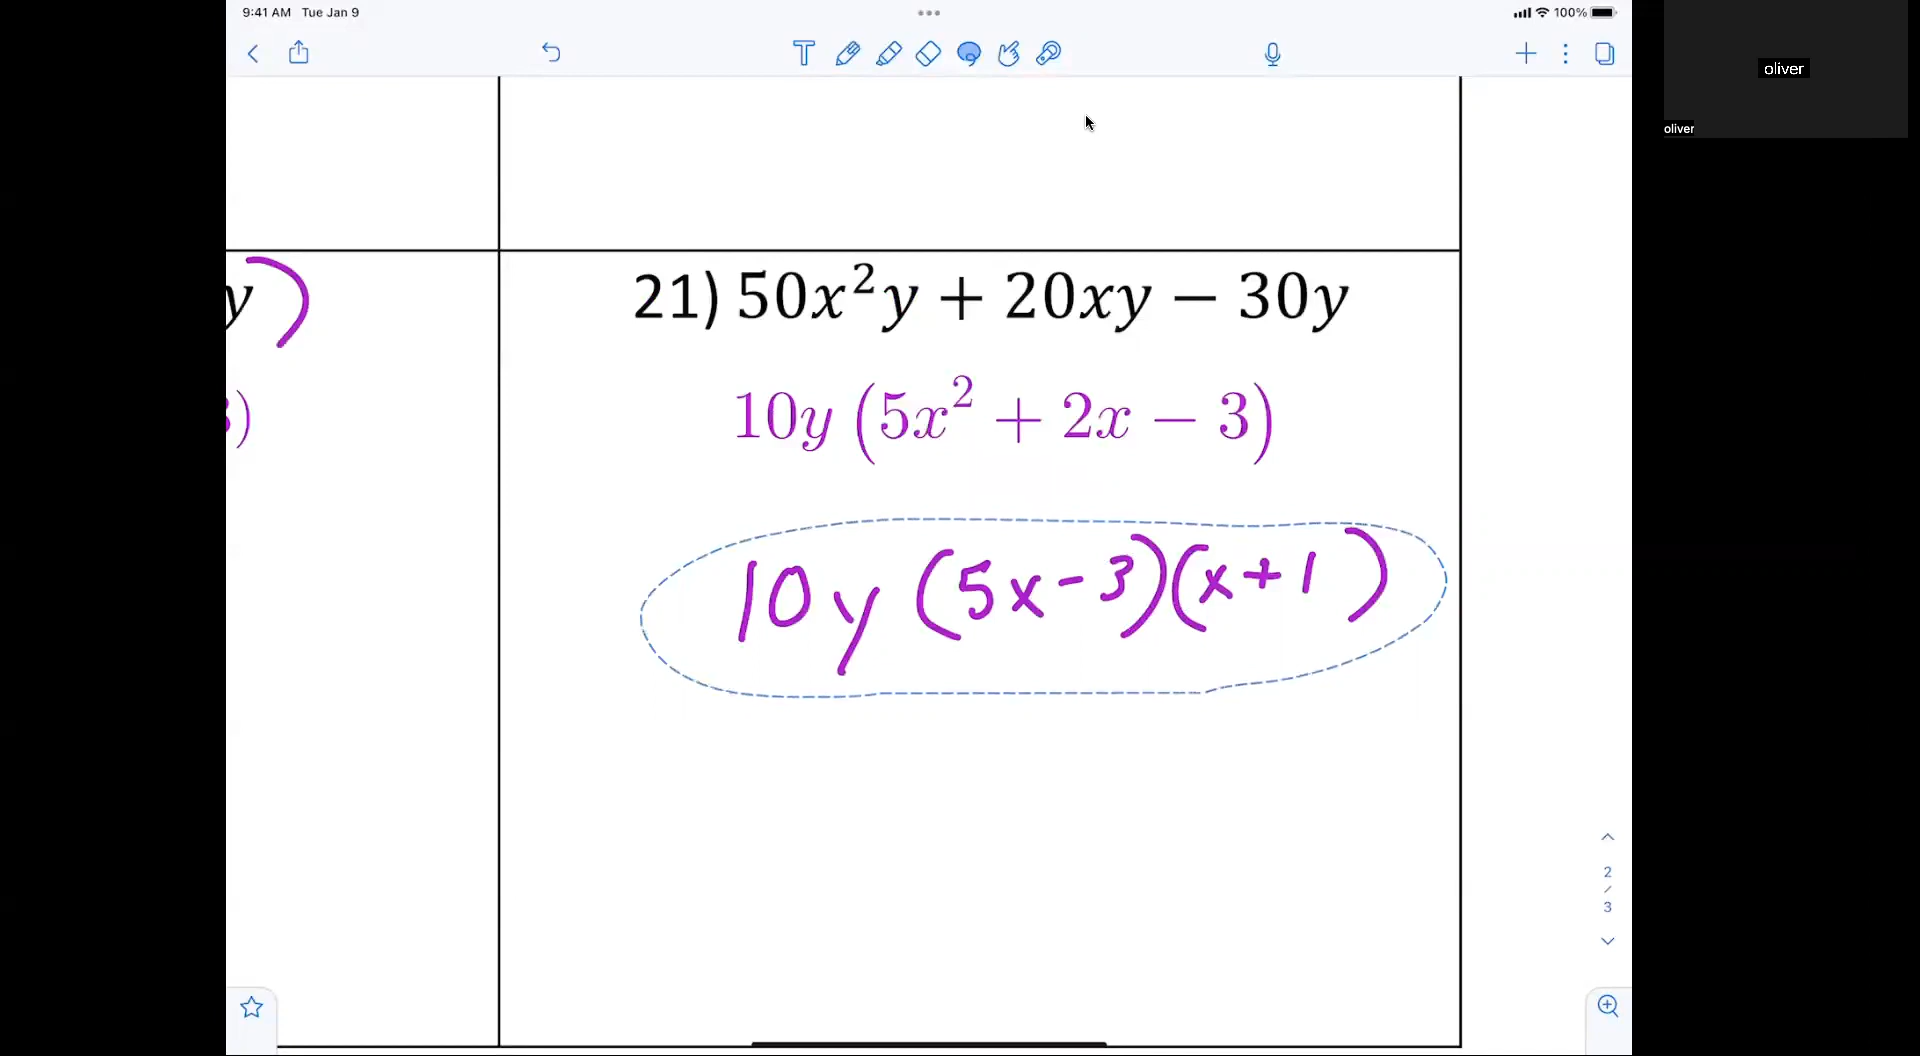 9:41 AM Tue Jan 9
100%
oliver
oliver
y)
)
21) 50x²y + 20xy − 30y
10y (5x² + 2x − 3)
10y (5x-3)(x+1)
2
/
3